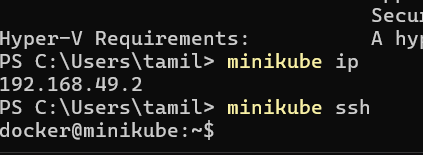 Secur
Hyper-V Requirements: A hyp
PS C:\Users\tamil> minikube ip
192.168.49.2
PS C:\Users\tamil> minikube ssh
docker@minikube:~$